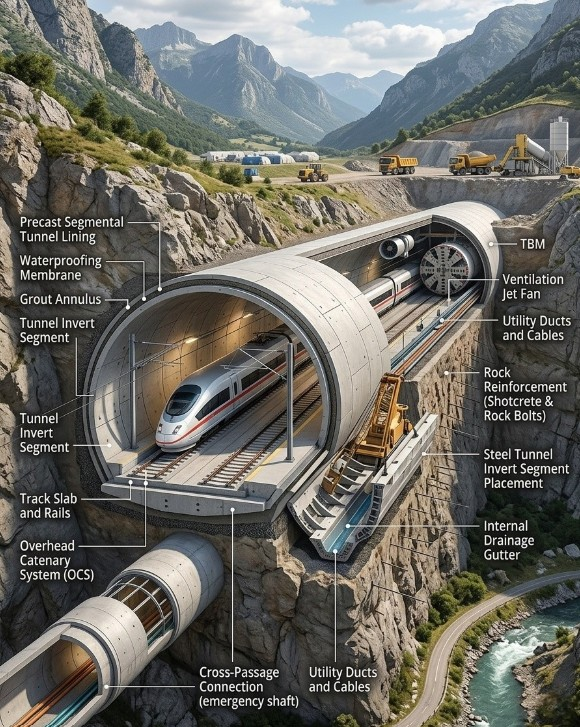 Precast Segmental
Tunnel Lining
Waterproofing
Membrane
Grout Annulus
Tunnel Invert
Segment
Tunnel
Invert
Segment
Track Slab
and Rails
Overhead
Catenary
System (OCS)
TBM
Ventilation
Jet Fan
Utility Ducts
and Cables
Rock
Reinforcement
(Shotcrete &
Rock Bolts)
Steel Tunnel
Invert Segment
Placement
Internal
Drainage
Gutter
Cross-Passage
Connection
(emergency shaft)
Utility Ducts
and Cables